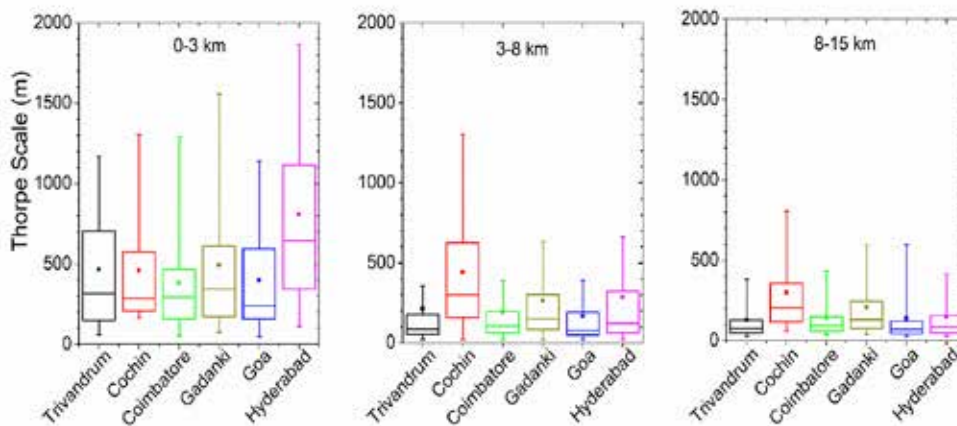 Thorpe Scale (m)
2000
1500
1000
500
0
0-3 km
Trivandrum
Cochin
Coimbatore
Gadanki
Goa
Hyderabad
2000
1500
1000
500
0
3-8 km
Trivandrum
Cochin
Coimbatore
Gadanki
Goa
Hyderabad
2000
1500
1000
500
0
8-15 km
Trivandrum
Cochin
Coimbatore
Gadanki
Goa
Hyderabad